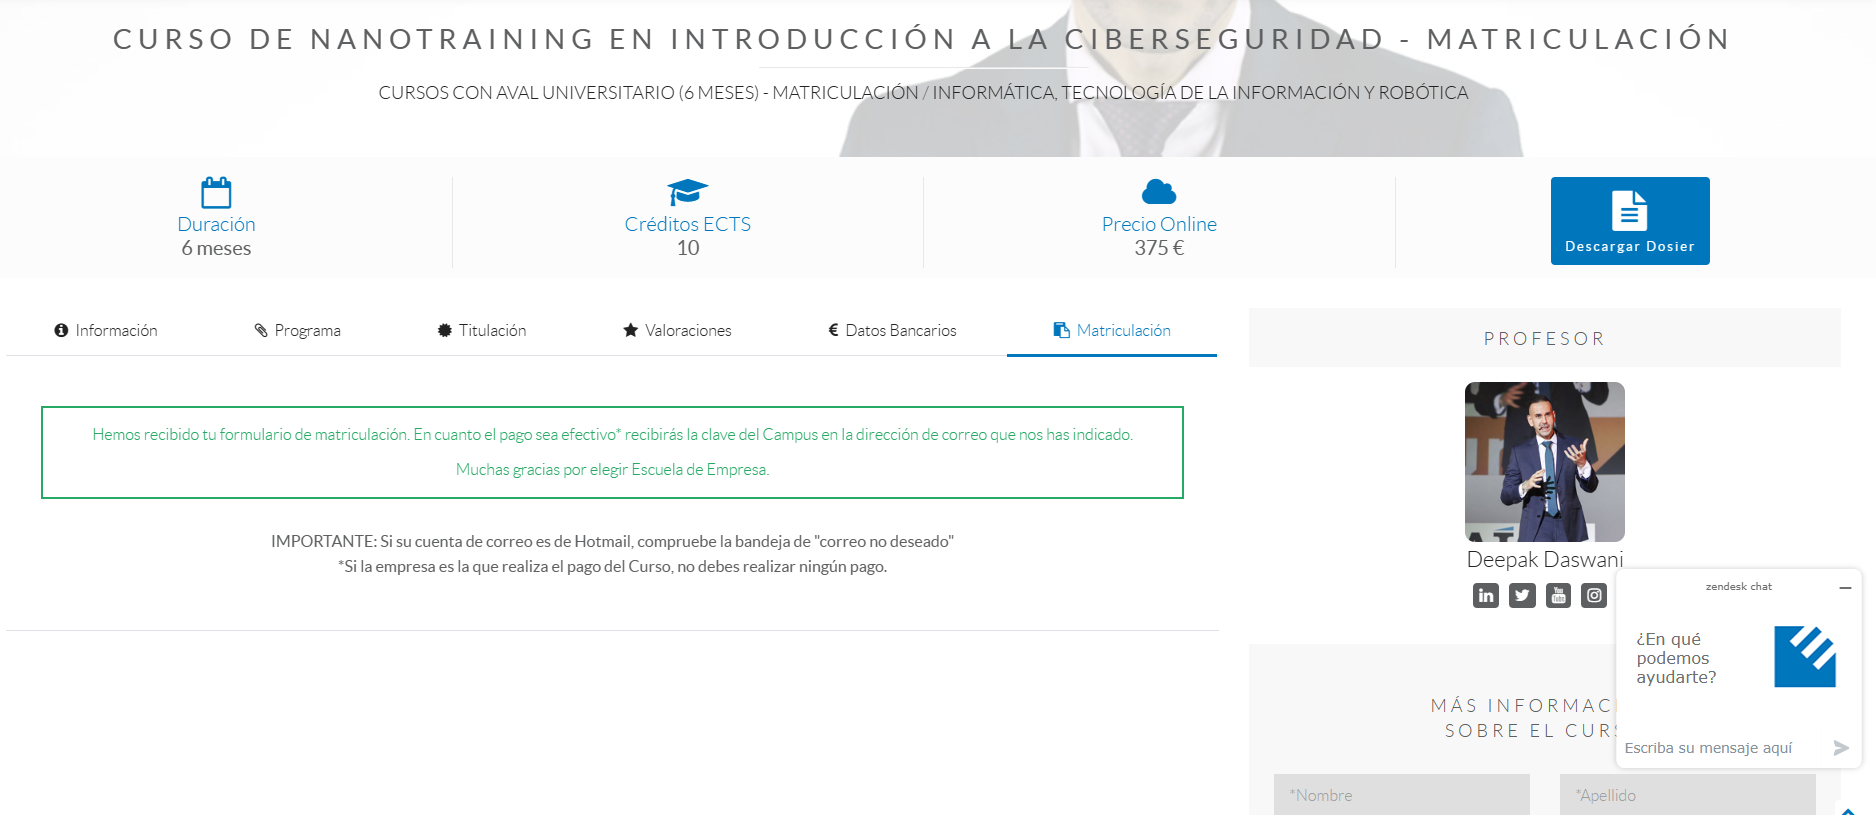 CURSO DE NANOTRAINING EN INTRODUCCIÓN A LA CIBERSEGURIDAD - MATRICULACIÓN
CURSOS CON AVAL UNIVERSITARIO (6 MESES) - MATRICULACIÓN / INFORMÁTICA, TECNOLOGÍA DE LA INFORMACIÓN Y ROBÓTICA
Duración
6 meses
Créditos ECTS
10
Precio Online
375 €
Descargar Dosier
Información
Programa
Titulación
Valoraciones
€ Datos Bancarios
Matriculación
Hemos recibido tu formulario de matriculación. En cuanto el pago sea efectivo* recibirás la clave del Campus en la dirección de correo que nos has indicado.
Muchas gracias por elegir Escuela de Empresa.
IMPORTANTE: Si su cuenta de correo es de Hotmail, compruebe la bandeja de "correo no deseado"
*Si la empresa es la que realiza el pago del Curso, no debes realizar ningún pago.
PROFESOR
Deepak Daswani
in
You Tube
zendesk chat
¿En qué
podemos
ayudarte?
Escriba su mensaje aquí
MÁS INFORMAC
SOBRE EL CURS
*Nombre
*Apellido